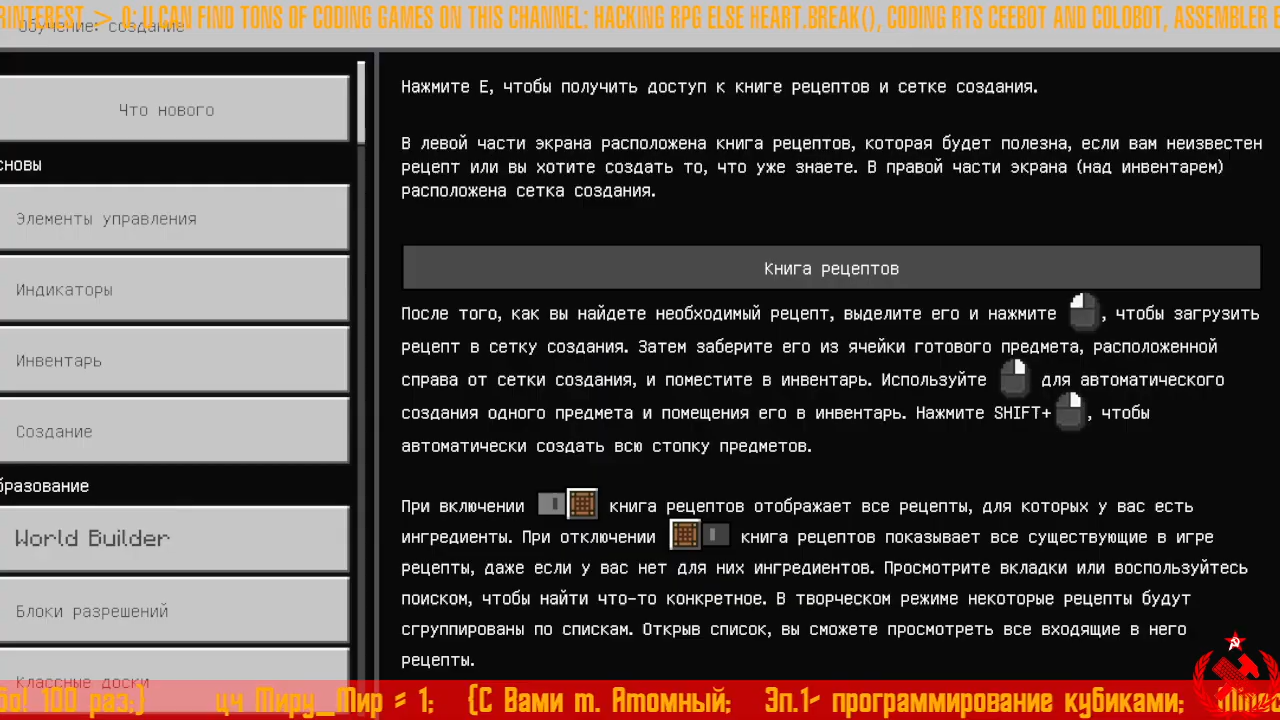 RINTEREST -> 0: U CAN FIND TONS OF CODING GAMES ON THIS CHANNEL: HACKING RPG ELSE HEART.BREAK(), CODING RTS CEEBOT AND COLOBOT, ASSEMBLER
Обучение: создание
Что нового
сновы
Элементы управления
Индикаторы
Инвентарь
Создание
бразование
World Builder
Блоки разрешений
Классные доски
Нажмите E, чтобы получить доступ к книге рецептов и сетке создания.
В левой части экрана расположена книга рецептов, которая будет полезна, если вам неизвестен
рецепт или вы хотите создать то, что уже знаете. В правой части экрана (над инвентарем)
расположена сетка создания.
Книга рецептов
После того, как вы найдете необходимый рецепт, выделите его и нажмите , чтобы загрузить
рецепт в сетку создания. Затем заберите его из ячейки готового предмета, расположенной
справа от сетки создания, и поместите в инвентарь. Используйте для автоматического
создания одного предмета и помещения его в инвентарь. Нажмите SHIFT+ , чтобы
автоматически создать всю стопку предметов.
При включении книга рецептов отображает все рецепты, для которых у вас есть
ингредиенты. При отключении книга рецептов показывает все существующие в игре
рецепты, даже если у вас нет для них ингредиентов. Просмотрите вкладки или воспользуйтесь
поиском, чтобы найти что-то конкретное. В творческом режиме некоторые рецепты будут
сгруппированы по спискам. Открыв список, вы сможете просмотреть все входящие в него
рецепты.
бо! 100 раз;} цч Миру_Мир = 1; {С Вами т. Атомный; Эп.1- программирование кубиками;